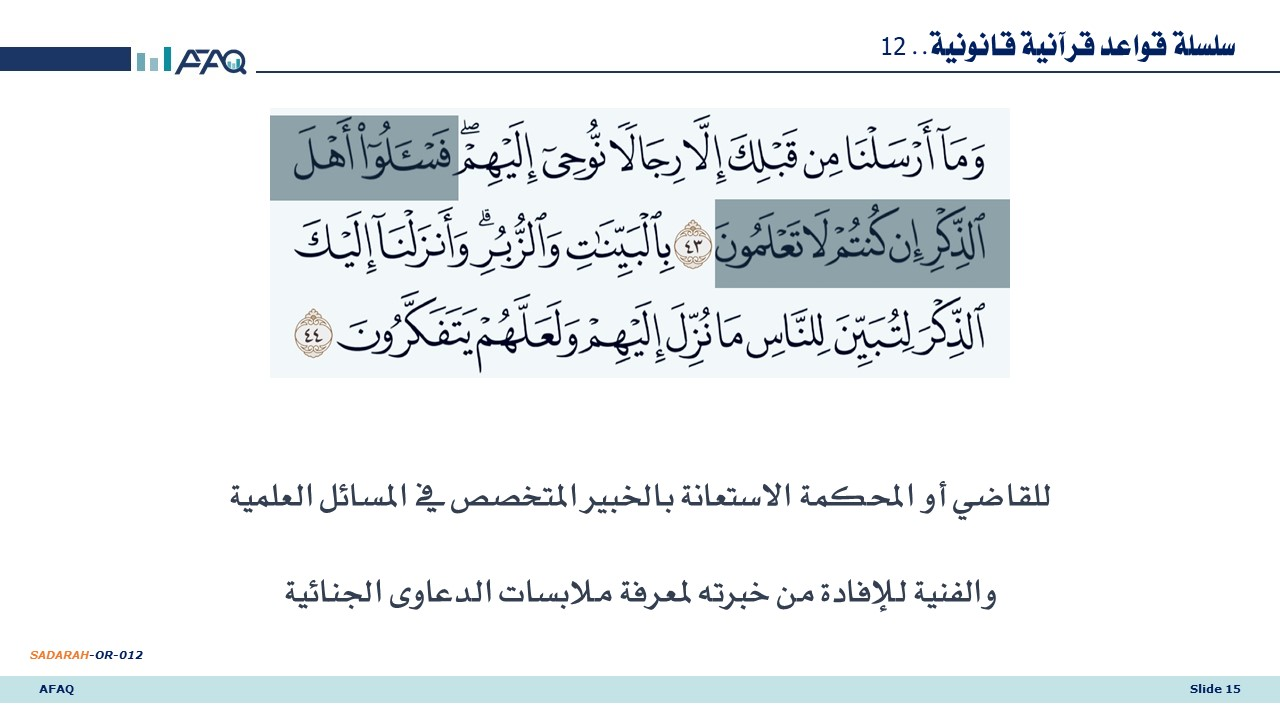 سلسلة قواعد قرآنية قانونية.. 12
AFAQ
وَمَآ أَرۡسَلۡنَا مِن قَبۡلِكَ إِلَّا رِجَالٗا نُّوحِيٓ إِلَيۡهِمۡۖ فَسۡـَٔلُوٓاْ أَهۡلَ
ٱلذِّكۡرِ إِن كُنتُمۡ لَا تَعۡلَمُونَ ٤٣ بِٱلۡبَيِّنَٰتِ وَٱلزُّبُرِۗ وَأَنزَلۡنَآ إِلَيۡكَ
ٱلذِّكۡرَ لِتُبَيِّنَ لِلنَّاسِ مَا نُزِّلَ إِلَيۡهِمۡ وَلَعَلَّهُمۡ يَتَفَكَّرُونَ ٤٤
للقاضي أو المحكمة الاستعانة بالخبير المتخصص في المسائل العلمية
والفنية للإفادة من خبرته لمعرفة ملابسات الدعاوى الجنائية
SADARAH-OR-012
AFAQ
Slide 15